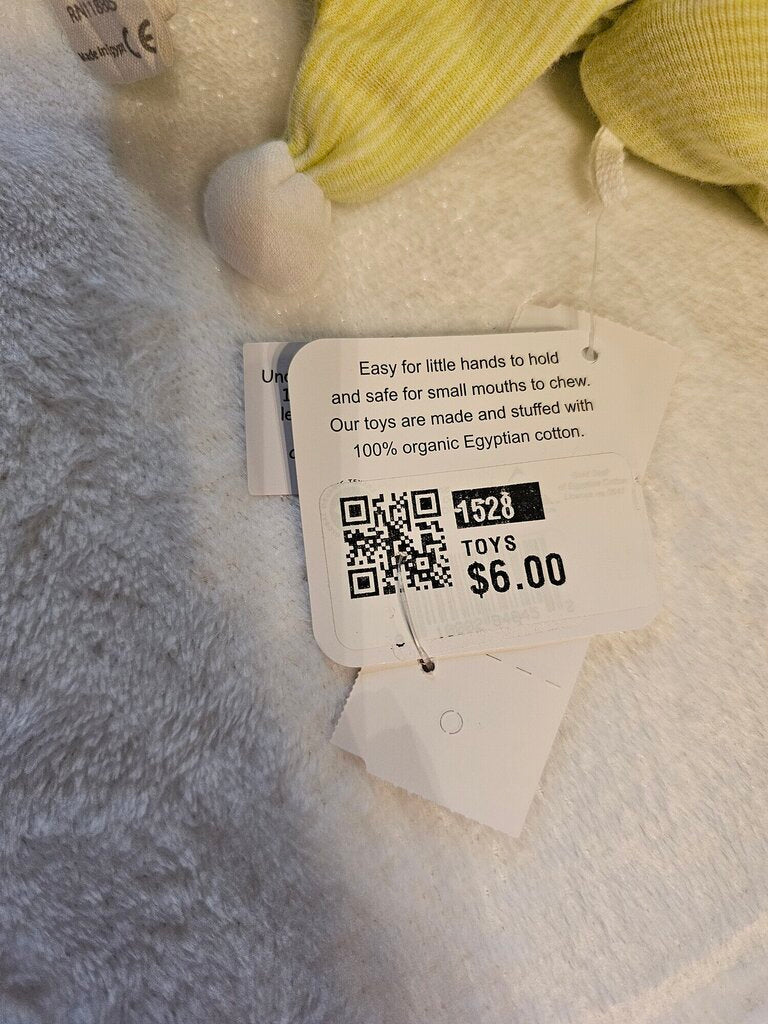 Made in Egypt CE
Easy for little hands to hold
and safe for small mouths to chew.
Our toys are made and stuffed with
100% organic Egyptian cotton.
1528
TOYS
$6.00